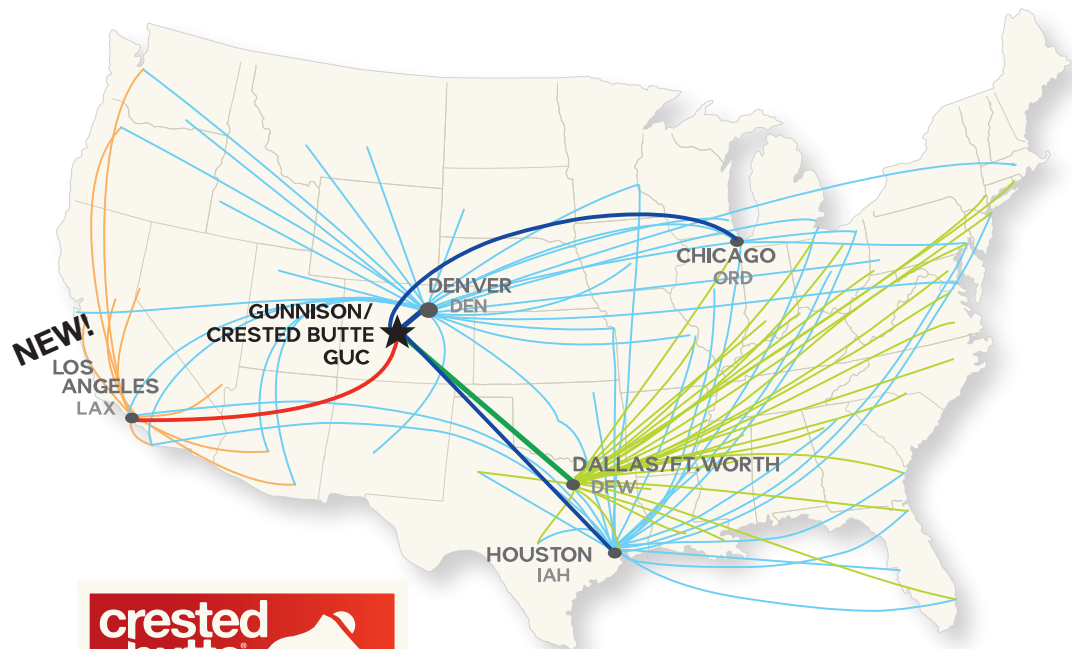 CHICAGO
ORD
DENVER
DEN
GUNNISON/
CRESTED BUTTE
GUC
NEW!
LOS
ANGELES
LAX
DALLAS/FT.WORTH
DFW
HOUSTON
IAH
crested
butte®